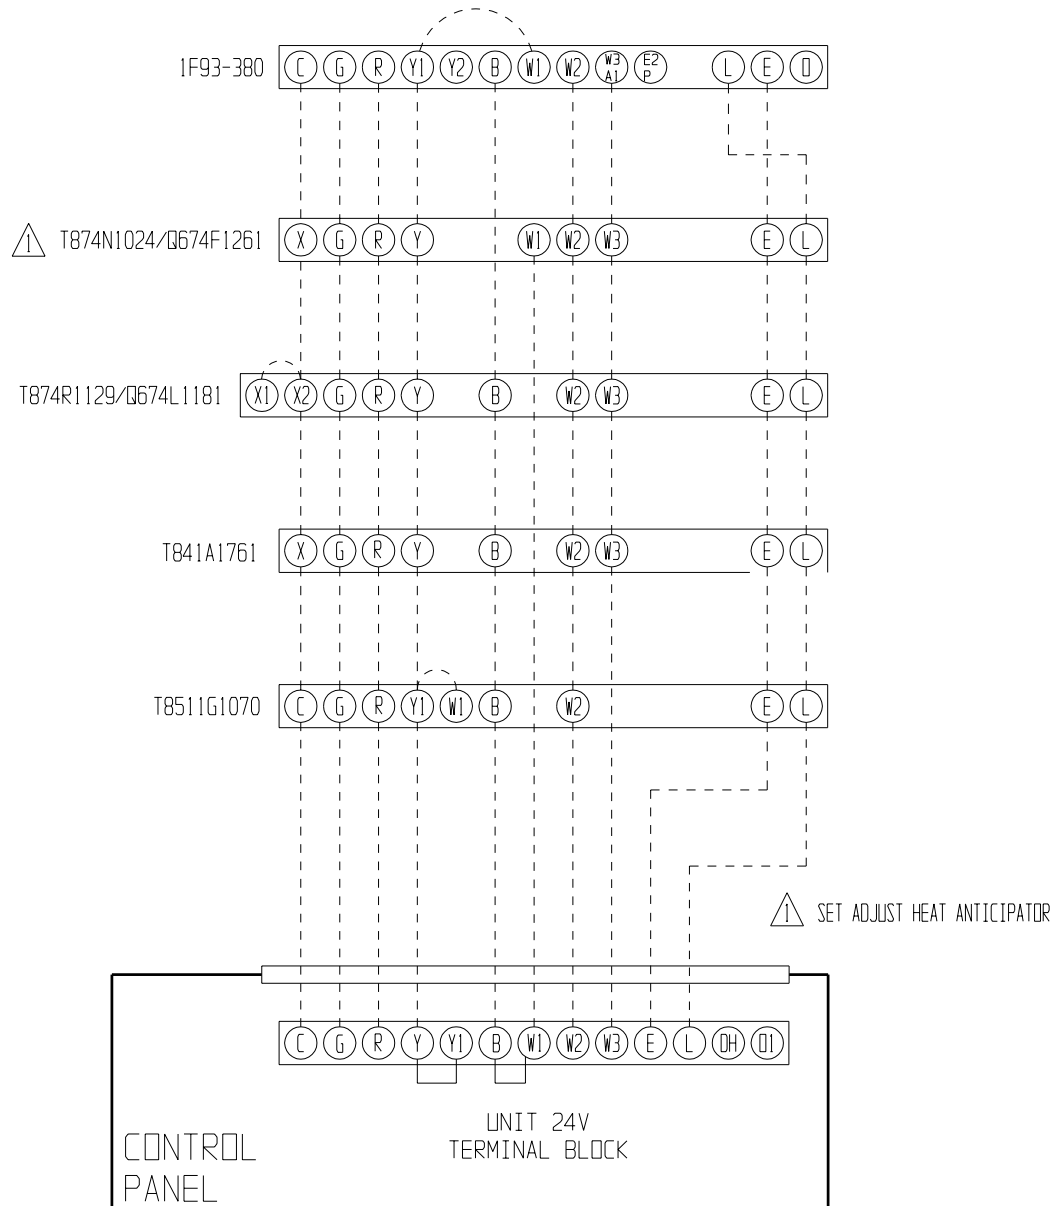 1F93-380 C G R Y1 Y2 B W1 W2 W3 A1 E2 P L E O
1 T874N1024/Q674F1261 X G R Y W1 W2 W3 E L
T874R1129/Q674L1181 X1 X2 G R Y B W2 W3 E L
T841A1761 X G R Y B W2 W3 E L
T8511G1070 C G R Y1 W1 B W2 E L
1 SET ADJUST HEAT ANTICIPATOR
C G R Y Y1 B W1 W2 W3 E L OH O1
UNIT 24V
TERMINAL BLOCK
CONTROL
PANEL